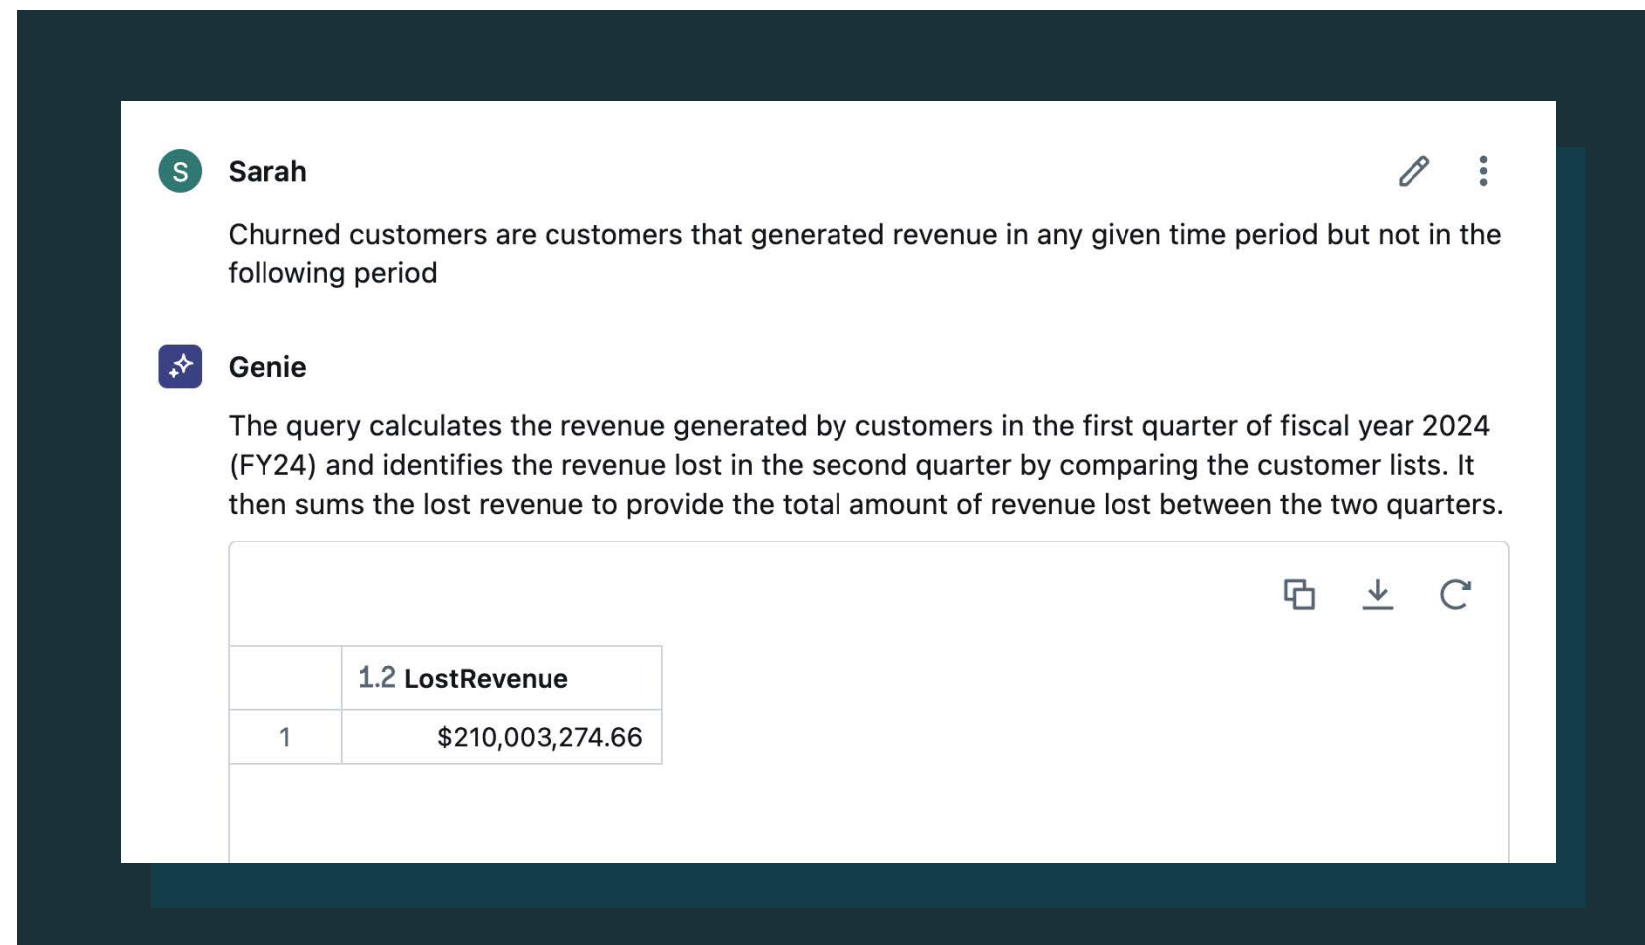 S Sarah
Churned customers are customers that generated revenue in any given time period but not in the
following period
Genie
The query calculates the revenue generated by customers in the first quarter of fiscal year 2024
(FY24) and identifies the revenue lost in the second quarter by comparing the customer lists. It
then sums the lost revenue to provide the total amount of revenue lost between the two quarters.
1.2 LostRevenue
1 $210,003,274.66